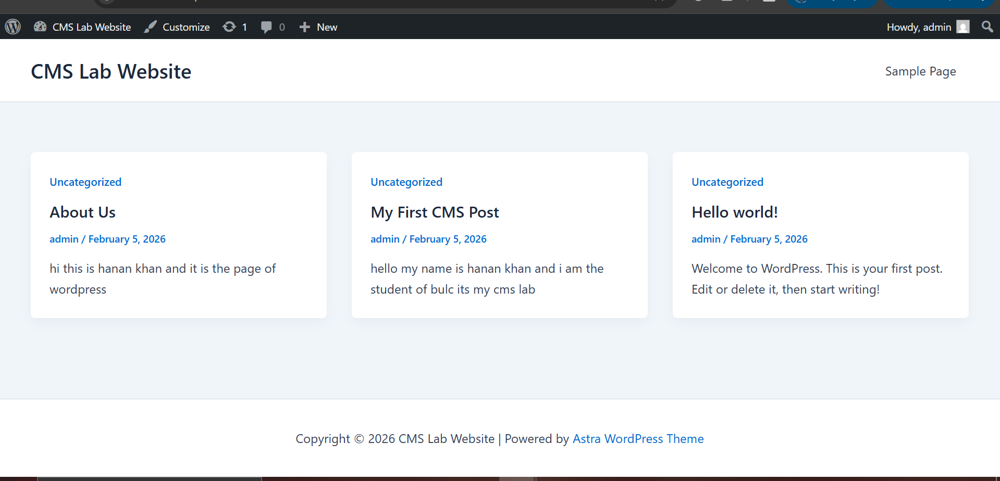 CMS Lab Website Customize 1 0 New Howdy, admin
CMS Lab Website Sample Page
Uncategorized
About Us
admin / February 5, 2026
hi this is hanan khan and it is the page of
wordpress
Uncategorized
My First CMS Post
admin / February 5, 2026
hello my name is hanan khan and i am the
student of bulc its my cms lab
Uncategorized
Hello world!
admin / February 5, 2026
Welcome to WordPress. This is your first post.
Edit or delete it, then start writing!
Copyright © 2026 CMS Lab Website | Powered by Astra WordPress Theme